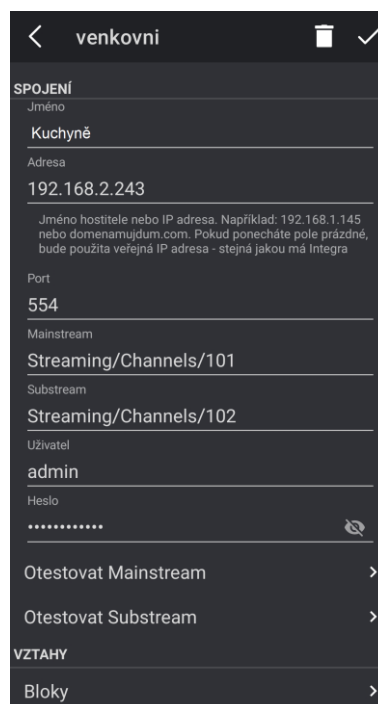 venkovni
SPOJENÍ
Jméno
Kuchyně
Adresa
192.168.2.243
Jméno hostitele nebo IP adresa. Například: 192.168.1.145
nebo domenamujdum.com. Pokud ponecháte pole prázdné,
bude použita veřejná IP adresa - stejná jakou má Integra
Port
554
Mainstream
Streaming/Channels/101
Substream
Streaming/Channels/102
Uživatel
admin
Heslo
••••••••••••
Otestovat Mainstream
Otestovat Substream
VZTAHY
Bloky